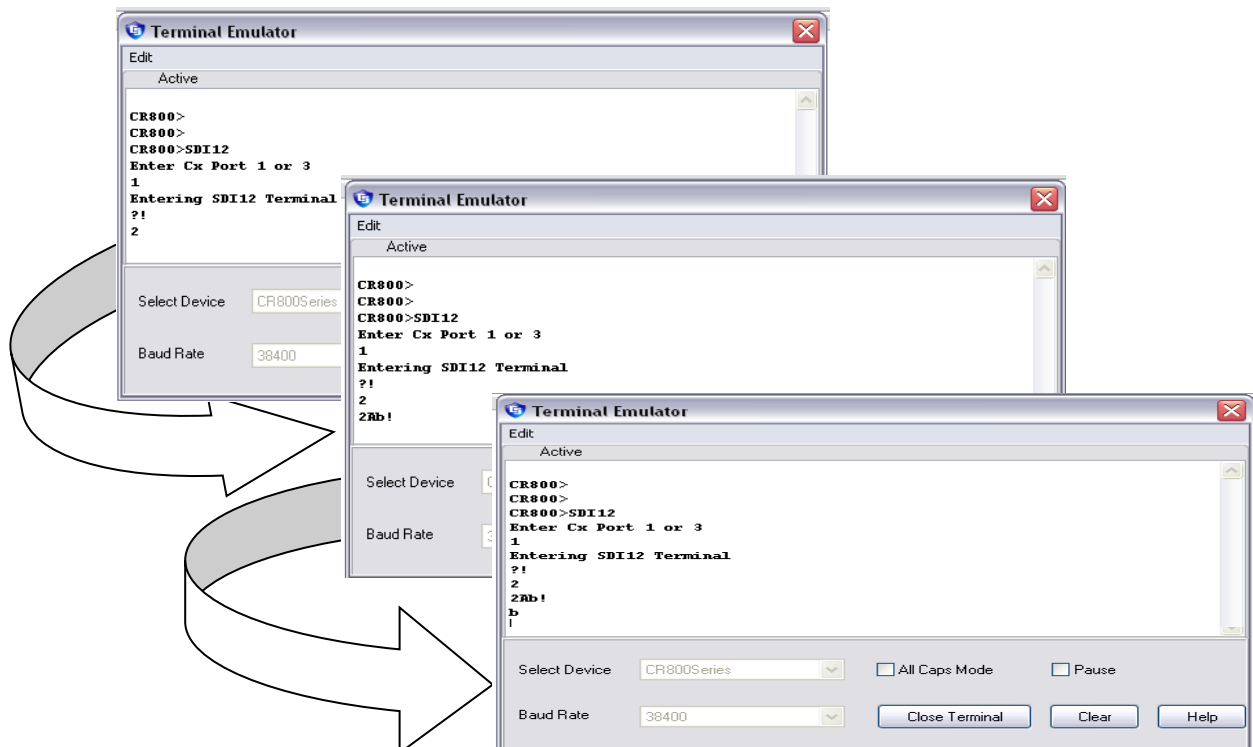 Terminal Emulator
Edit
Active
CR800>
CR800>
CR800>SDI12
Enter Cx Port 1 or 3
1
Entering SDI12 Terminal
?!
2
Select Device CR800Series
Baud Rate 38400
Terminal Emulator
Edit
Active
CR800>
CR800>
CR800>SDI12
Enter Cx Port 1 or 3
1
Entering SDI12 Terminal
?!
2
2Ab!
Select Device
Baud Rate
Terminal Emulator
Edit
Active
CR800>
CR800>
CR800>SDI12
Enter Cx Port 1 or 3
1
Entering SDI12 Terminal
?!
2
2Ab!
b
Select Device CR800Series All Caps Mode Pause
Baud Rate 38400 Close Terminal Clear Help